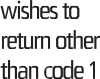 wishes to
return other
than code 1